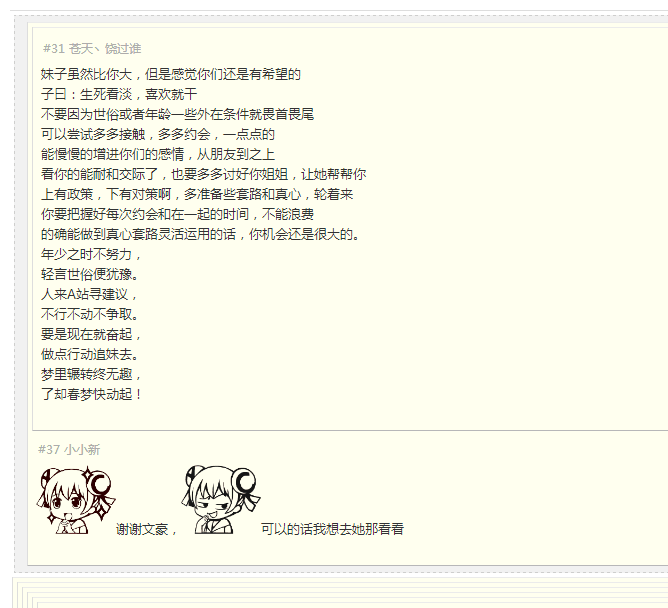 #31 苍天丶饶过谁
妹子虽然比你大，但是感觉你们还是有希望的
子曰：生死看淡，喜欢就干
不要因为世俗或者年龄一些外在条件就畏首畏尾
可以尝试多多接触，多多约会，一点点的
能慢慢的增进你们的感情，从朋友到之上
看你的能耐和交际了，也要多多讨好你姐姐，让她帮帮你
上有政策，下有对策啊，多准备些套路和真心，轮着来
你要把握好每次约会和在一起的时间，不能浪费
的确能做到真心套路灵活运用的话，你机会还是很大的。
年少之时不努力，
轻言世俗便犹豫。
人来A站寻建议，
不行不动不争取。
要是现在就奋起，
做点行动追妹去。
梦里辗转终无趣，
了却春梦快动起！
#37 小小新
谢谢文豪， 可以的话我想去她那看看